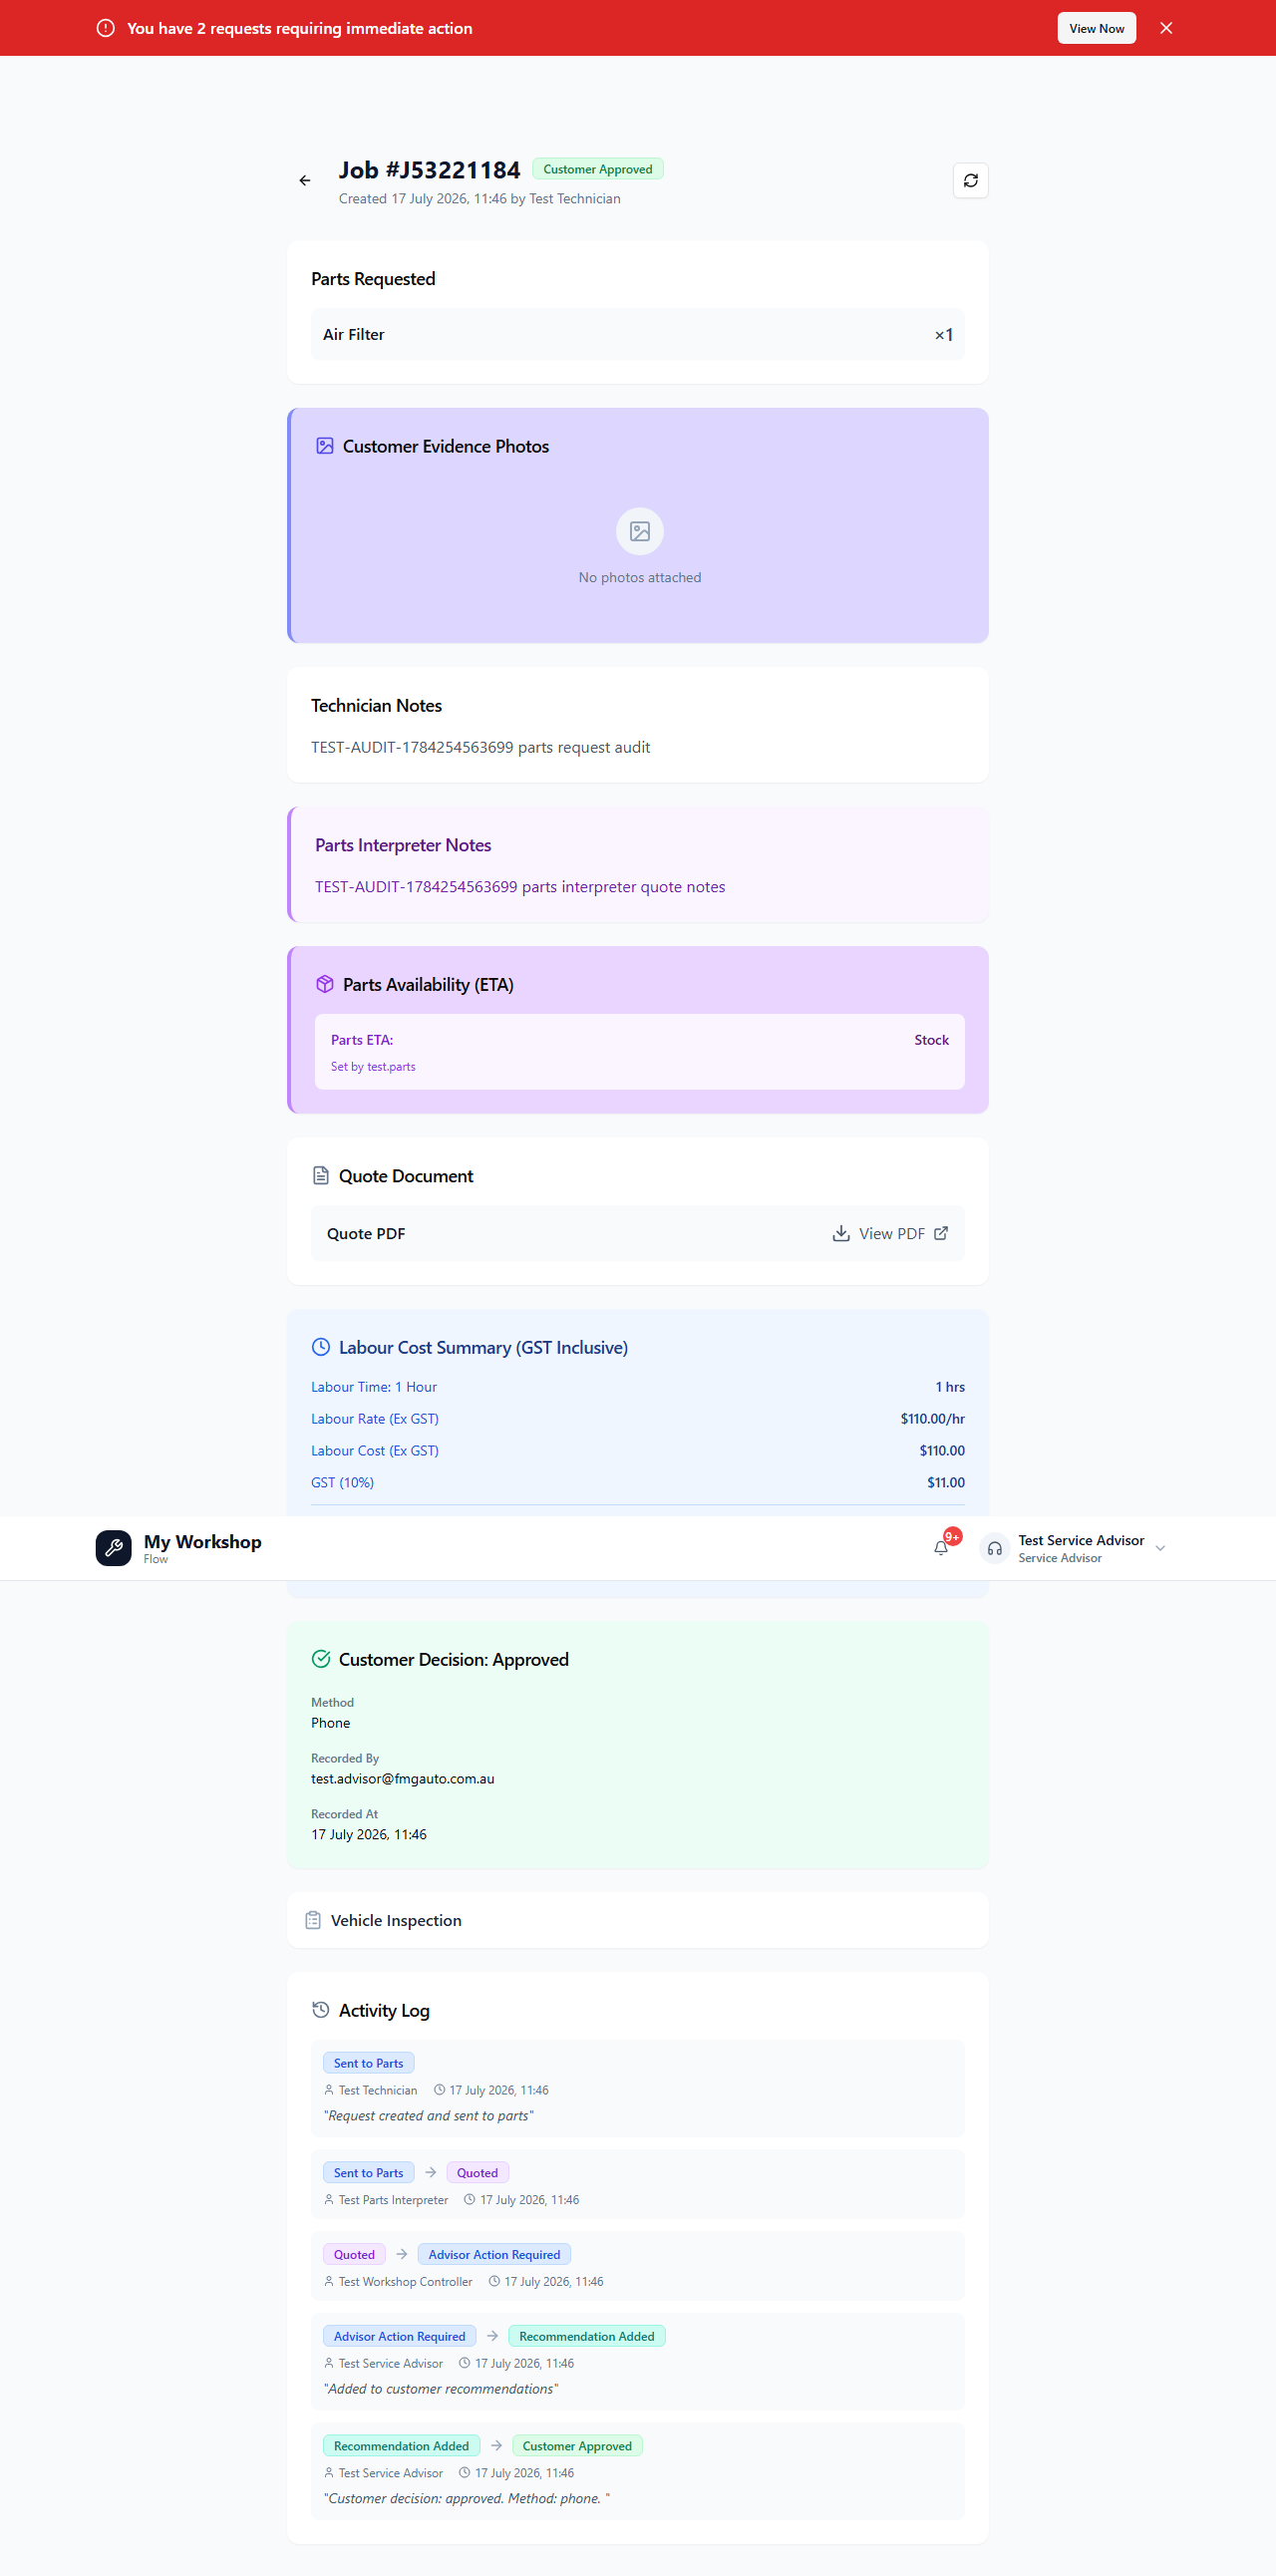 You have 2 requests requiring immediate action
View Now
Job #J53221184
Customer Approved
Created 17 July 2026, 11:46 by Test Technician
Parts Requested
Air Filter ×1
Customer Evidence Photos
No photos attached
Technician Notes
TEST-AUDIT-1784254563699 parts request audit
Parts Interpreter Notes
TEST-AUDIT-1784254563699 parts interpreter quote notes
Parts Availability (ETA)
Parts ETA: Stock
Set by test.parts
Quote Document
Quote PDF View PDF
Labour Cost Summary (GST Inclusive)
Labour Time: 1 Hour 1 hrs
Labour Rate (Ex GST) $110.00/hr
Labour Cost (Ex GST) $110.00
GST (10%) $11.00
My Workshop
Flow
9+
Test Service Advisor
Service Advisor
Customer Decision: Approved
Method
Phone
Recorded By
test.advisor@fmgauto.com.au
Recorded At
17 July 2026, 11:46
Vehicle Inspection
Activity Log
Sent to Parts
Test Technician 17 July 2026, 11:46
"Request created and sent to parts"
Sent to Parts → Quoted
Test Parts Interpreter 17 July 2026, 11:46
Quoted → Advisor Action Required
Test Workshop Controller 17 July 2026, 11:46
Advisor Action Required → Recommendation Added
Test Service Advisor 17 July 2026, 11:46
"Added to customer recommendations"
Recommendation Added → Customer Approved
Test Service Advisor 17 July 2026, 11:46
"Customer decision: approved. Method: phone. "